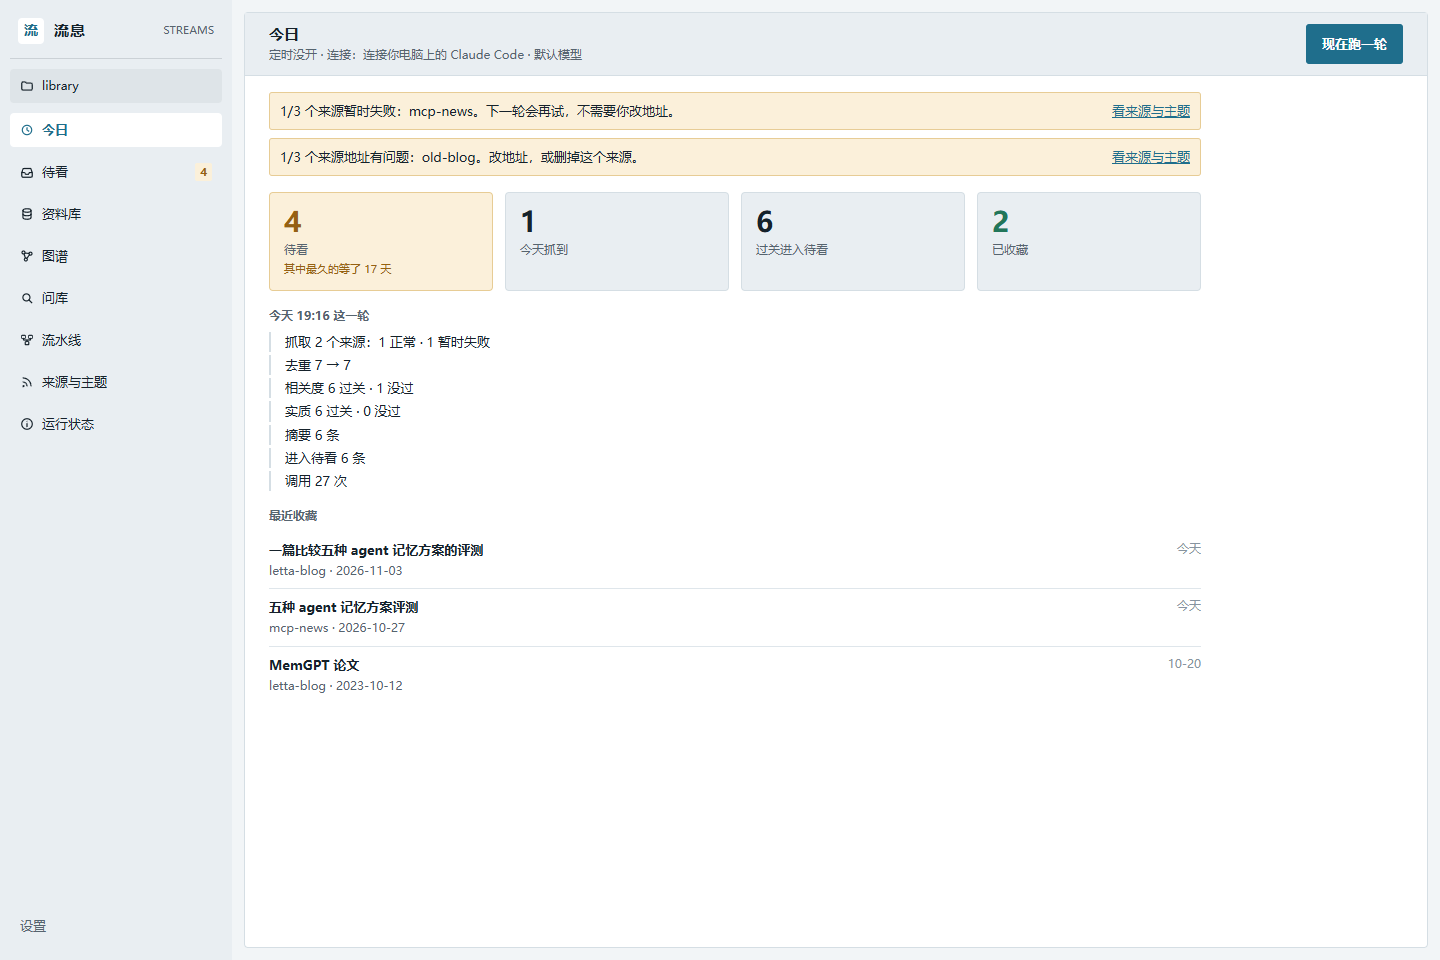 流 流息 STREAMS
library
今日
待看 4
资料库
图谱
问库
流水线
来源与主题
运行状态
设置
今日
定时没开 · 连接：连接你电脑上的 Claude Code · 默认模型
现在跑一轮
1/3 个来源暂时失败：mcp-news。下一轮会再试，不需要你改地址。 看来源与主题
1/3 个来源地址有问题：old-blog。改地址，或删掉这个来源。 看来源与主题
4
待看
其中最久的等了 17 天
1
今天抓到
6
过关进入待看
2
已收藏
今天 19:16 这一轮
抓取 2 个来源：1 正常 · 1 暂时失败
去重 7 → 7
相关度 6 过关 · 1 没过
实质 6 过关 · 0 没过
摘要 6 条
进入待看 6 条
调用 27 次
最近收藏
一篇比较五种 agent 记忆方案的评测 今天
letta-blog · 2026-11-03
五种 agent 记忆方案评测 今天
mcp-news · 2026-10-27
MemGPT 论文 10-20
letta-blog · 2023-10-12